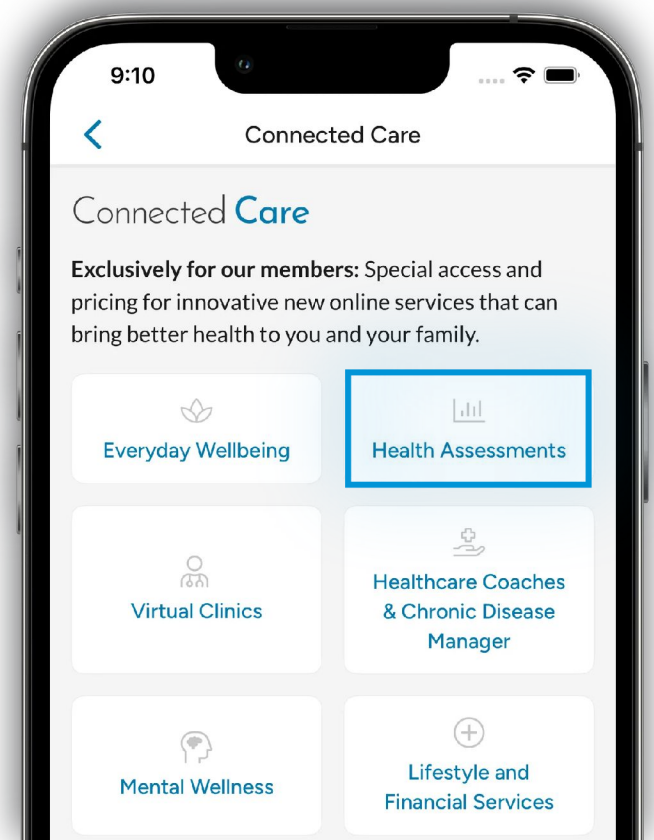 9:10
Connected Care
Connected Care
Exclusively for our members: Special access and
pricing for innovative new online services that can
bring better health to you and your family.
Everyday Wellbeing
Health Assessments
Virtual Clinics
Healthcare Coaches
& Chronic Disease
Manager
Mental Wellness
Lifestyle and
Financial Services